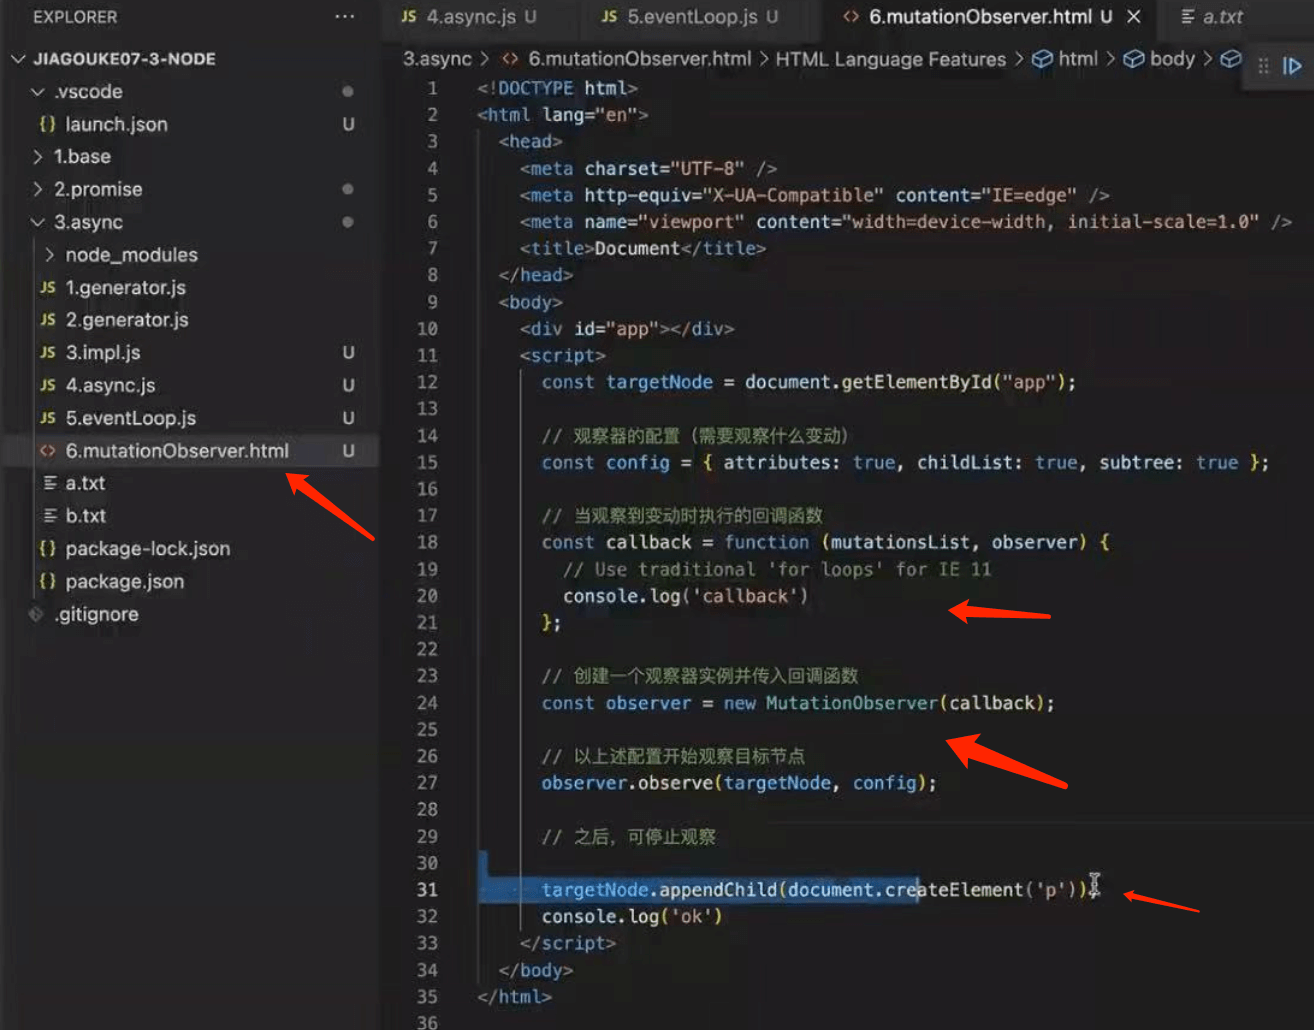 EXPLORER
JIAGOUKE07-3-NODE
.vscode
{} launch.json U
1.base
2.promise
3.async
node_modules
JS 1.generator.js
JS 2.generator.js
JS 3.impl.js U
JS 4.async.js U
JS 5.eventLoop.js U
<> 6.mutationObserver.html U
a.txt
b.txt
{} package-lock.json
{} package.json
.gitignore
JS 4.async.js U JS 5.eventLoop.js U <> 6.mutationObserver.html U a.txt
3.async > <> 6.mutationObserver.html > HTML Language Features > html > body >
1 <!DOCTYPE html>
2 <html lang="en">
3 <head>
4 <meta charset="UTF-8" />
5 <meta http-equiv="X-UA-Compatible" content="IE=edge" />
6 <meta name="viewport" content="width=device-width, initial-scale=1.0" />
7 <title>Document</title>
8 </head>
9 <body>
10 <div id="app"></div>
11 <script>
12 const targetNode = document.getElementById("app");
13
14 // 观察器的配置（需要观察什么变动）
15 const config = { attributes: true, childList: true, subtree: true };
16
17 // 当观察到变动时执行的回调函数
18 const callback = function (mutationsList, observer) {
19 // Use traditional 'for loops' for IE 11
20 console.log('callback')
21 };
22
23 // 创建一个观察器实例并传入回调函数
24 const observer = new MutationObserver(callback);
25
26 // 以上述配置开始观察目标节点
27 observer.observe(targetNode, config);
28
29 // 之后，可停止观察
30
31 targetNode.appendChild(document.createElement('p'));
32 console.log('ok')
33 </script>
34 </body>
35 </html>
36